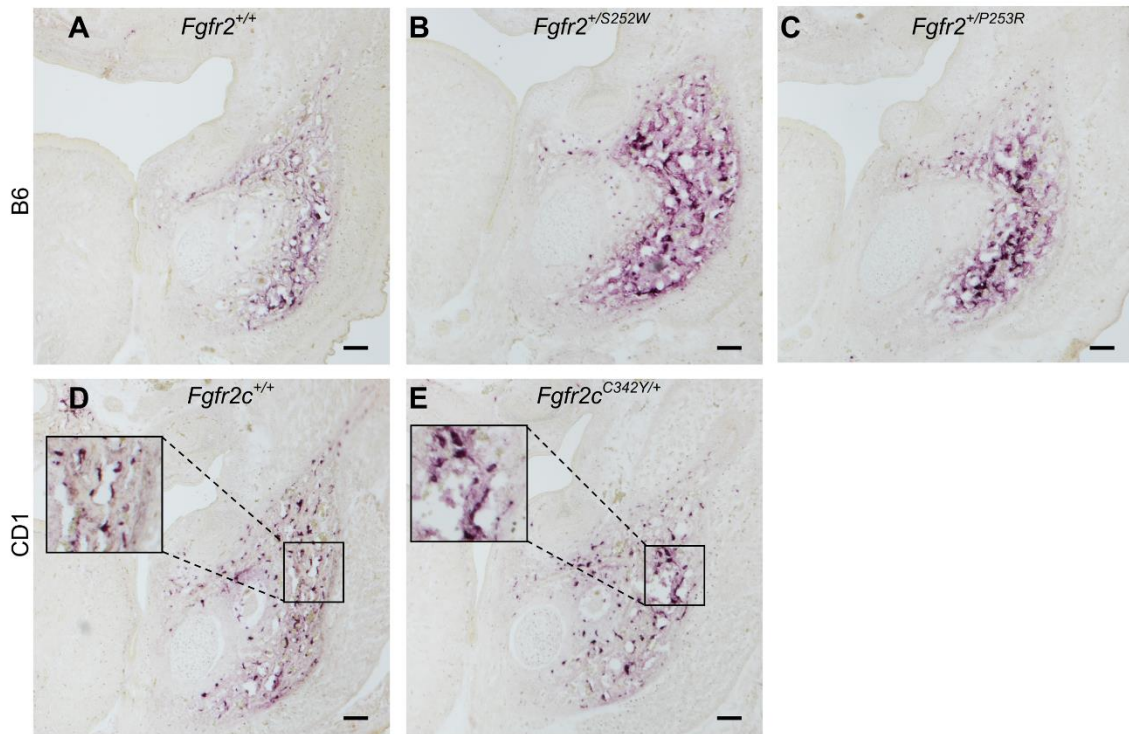 A
Fgfr2+/+
B
Fgfr2+/S252W
C
Fgfr2+/P253R
B6
D
Fgfr2c+/+
E
Fgfr2cC342Y/+
CD1